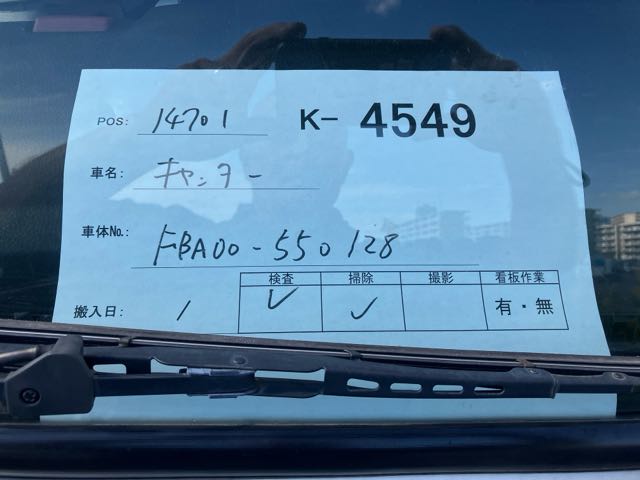 POS: 14701 K- 4549
車名: キャンター
車体No.: FBA00-550128
検査 掃除 撮影 看板作業
搬入日: 1 ✓ ✓ 有・無